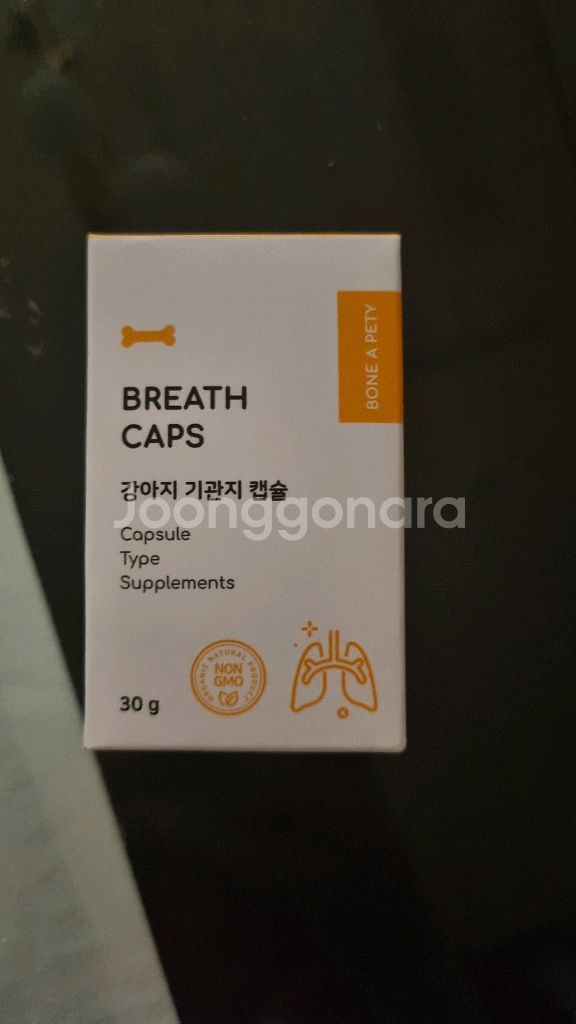 BONE A PETY
BREATH
CAPS
강아지 기관지 캡슐
Joonggonara
Capsule
Type
Supplements
ORGANIC NATURAL PRODUCT
NON
GMO
30 g